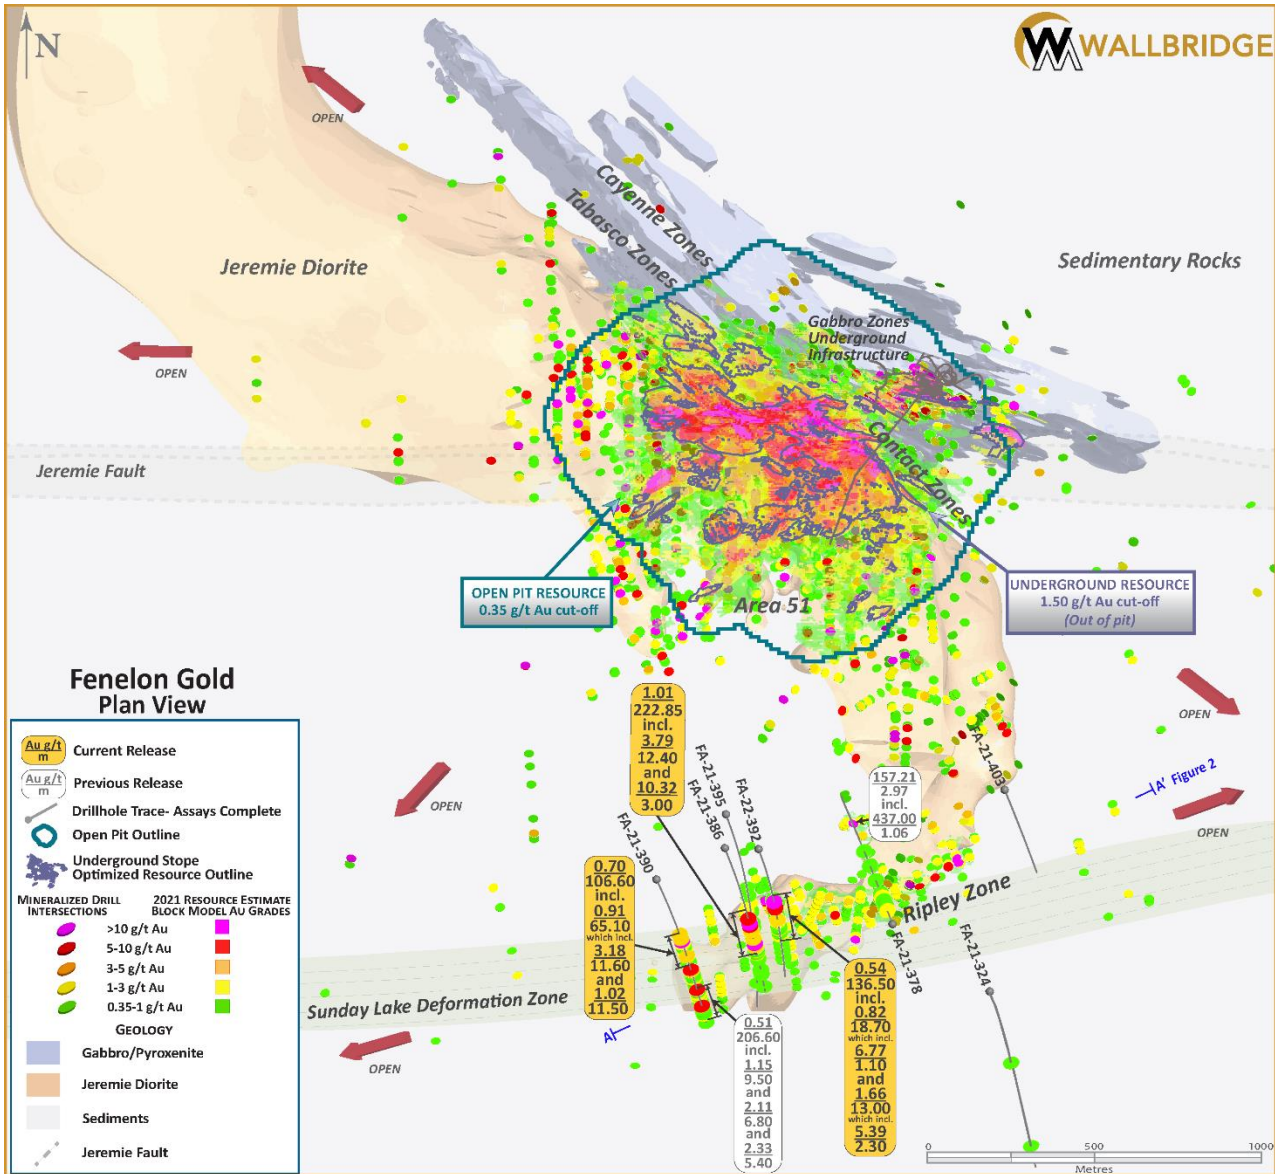 N
WALLBRIDGE
OPEN
Cayenne Zones
Tabasco Zones
Jeremie Diorite
Sedimentary Rocks
Gabbro Zones
Underground
Infrastructure
OPEN
Contact Zones
Jeremie Fault
OPEN PIT RESOURCE
0.35 g/t Au cut-off
UNDERGROUND RESOURCE
1.50 g/t Au cut-off
(Out of pit)
Area 51
OPEN
OPEN
OPEN
OPEN
A' Figure 2
FA-21-403
FA-21-395
FA-21-386
FA-22-392
FA-21-390
FA-21-378
FA-21-324
1.01
222.85
incl.
3.79
12.40
and
10.32
3.00
157.21
2.97
incl.
437.00
1.06
0.70
106.60
incl.
0.91
65.10
which incl.
3.18
11.60
and
1.02
11.50
0.51
206.60
incl.
1.15
9.50
and
2.11
6.80
and
2.33
5.40
0.54
136.50
incl.
0.82
18.70
which incl.
6.77
1.10
and
1.66
13.00
which incl.
5.39
2.30
Ripley Zone
Sunday Lake Deformation Zone
A
Fenelon Gold
Plan View
Au g/t
m
Current Release
Au g/t
m
Previous Release
Drillhole Trace- Assays Complete
Open Pit Outline
Underground Stope
Optimized Resource Outline
MINERALIZED DRILL
INTERSECTIONS
2021 RESOURCE ESTIMATE
BLOCK MODEL AU GRADES
>10 g/t Au
5-10 g/t Au
3-5 g/t Au
1-3 g/t Au
0.35-1 g/t Au
GEOLOGY
Gabbro/Pyroxenite
Jeremie Diorite
Sediments
Jeremie Fault
0 500 1000
Metres